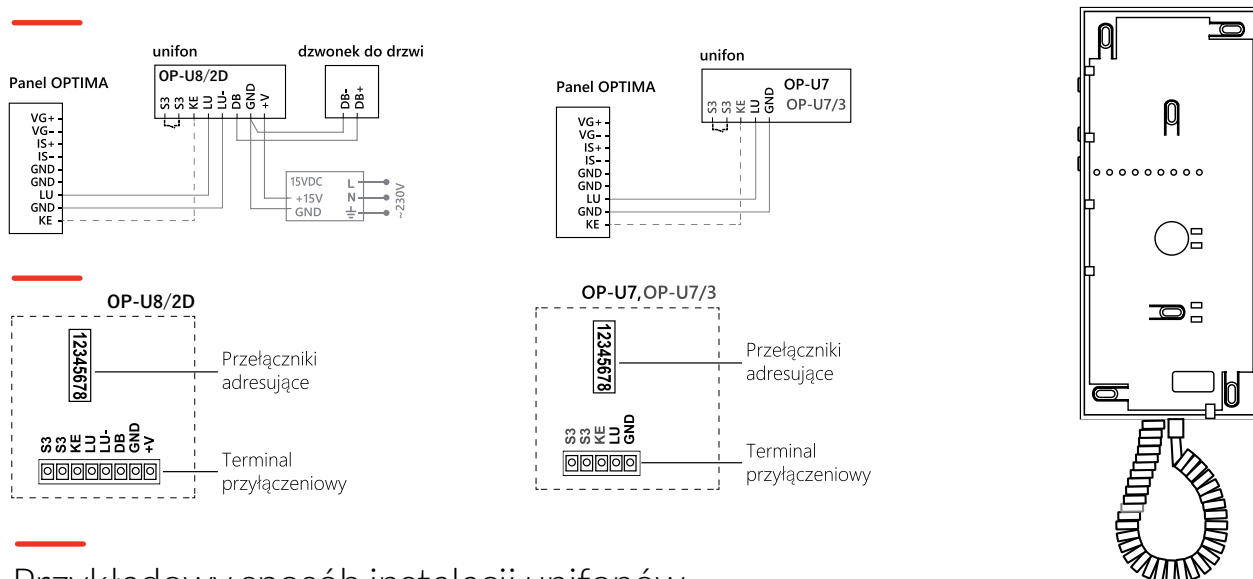 unifon
dzwonek do drzwi
Panel OPTIMA
OP-U8/2D
S3
S3
KE
LU
LU-
DB
GND
+V
DB-
DB+
VG+
VG-
IS+
IS-
GND
GND
LU
GND
KE
15VDC
+15V
GND
L
N
~230V
unifon
Panel OPTIMA
OP-U7
OP-U7/3
S3
S3
KE
LU
GND
VG+
VG-
IS+
IS-
GND
GND
LU
GND
KE
OP-U8/2D
12345678
Przełączniki
adresujące
S3
S3
KE
LU
LU-
DB
GND
+V
Terminal
przyłączeniowy
OP-U7, OP-U7/3
12345678
Przełączniki
adresujące
S3
S3
KE
LU
GND
Terminal
przyłączeniowy
Przykładowy sposób instalacji unifonów